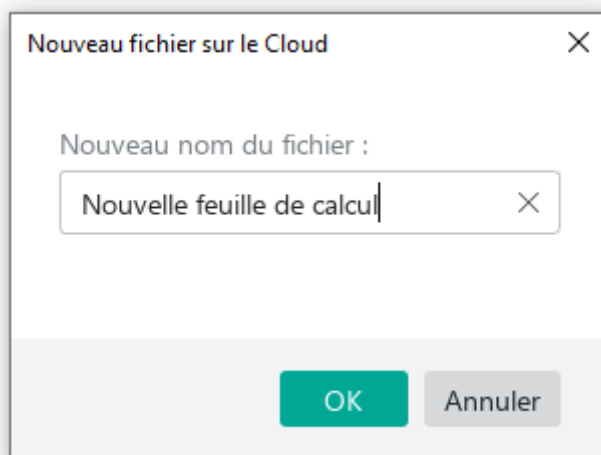 Nouveau fichier sur le Cloud
Nouveau nom du fichier :
Nouvelle feuille de calcul
OK
Annuler